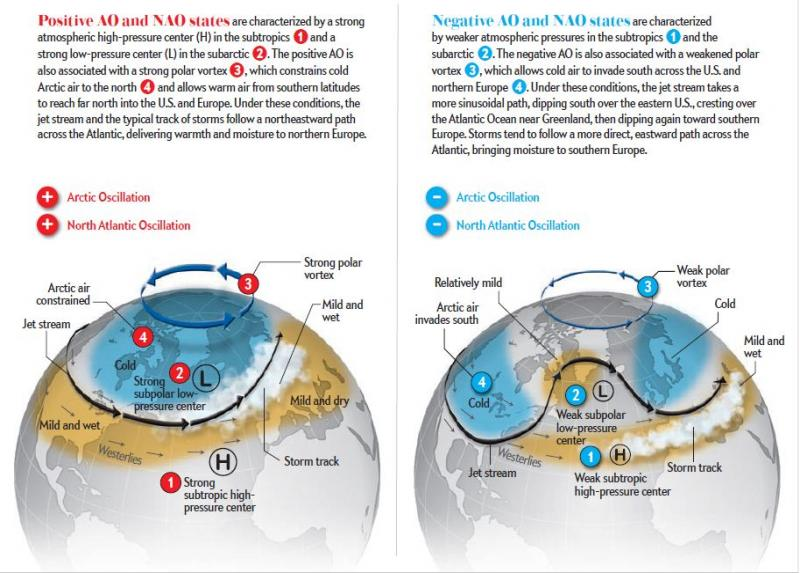 Positive AO and NAO states are characterized by a strong
atmospheric high-pressure center (H) in the subtropics 1 and a
strong low-pressure center (L) in the subarctic 2. The positive AO is
also associated with a strong polar vortex 3, which constrains cold
Arctic air to the north 4 and allows warm air from southern latitudes
to reach far north into the U.S. and Europe. Under these conditions, the
jet stream and the typical track of storms follow a northeastward path
across the Atlantic, delivering warmth and moisture to northern Europe.
+ Arctic Oscillation
+ North Atlantic Oscillation
Strong polar
vortex
3
Arctic air
constrained
Mild and
wet
Jet stream
4
Cold
2
L
Strong
subpolar low-
pressure center
Mild and dry
Mild and wet
Westerlies
H
Storm track
1 Strong
subtropic high-
pressure center
Negative AO and NAO states are characterized
by weaker atmospheric pressures in the subtropics 1 and the
subarctic 2. The negative AO is also associated with a weakened polar
vortex 3, which allows cold air to invade south across the U.S. and
northern Europe 4. Under these conditions, the jet stream takes a
more sinusoidal path, dipping south over the eastern U.S., cresting over
the Atlantic Ocean near Greenland, then dipping again toward southern
Europe. Storms tend to follow a more direct, eastward path across the
Atlantic, bringing moisture to southern Europe.
− Arctic Oscillation
− North Atlantic Oscillation
Weak polar
vortex
3
Relatively mild
Cold
Arctic air
invades south
Mild and
wet
4
Cold
2
L
Weak subpolar
low-pressure
center
Westerlies
1
H
Jet stream
Storm track
Weak subtropic
high-pressure center